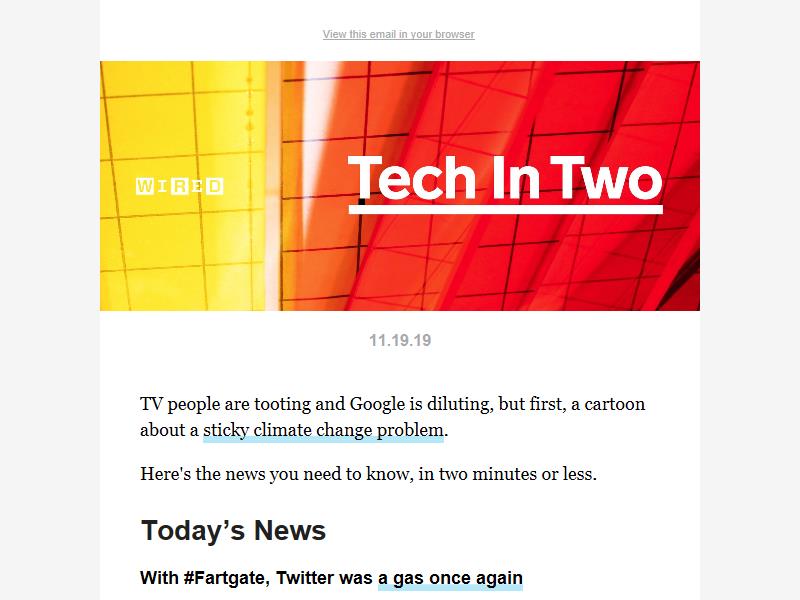 View this email in your browser
WIRED
Tech In Two
11.19.19
TV people are tooting and Google is diluting, but first, a cartoon
about a sticky climate change problem.
Here's the news you need to know, in two minutes or less.
Today’s News
With #Fartgate, Twitter was a gas once again